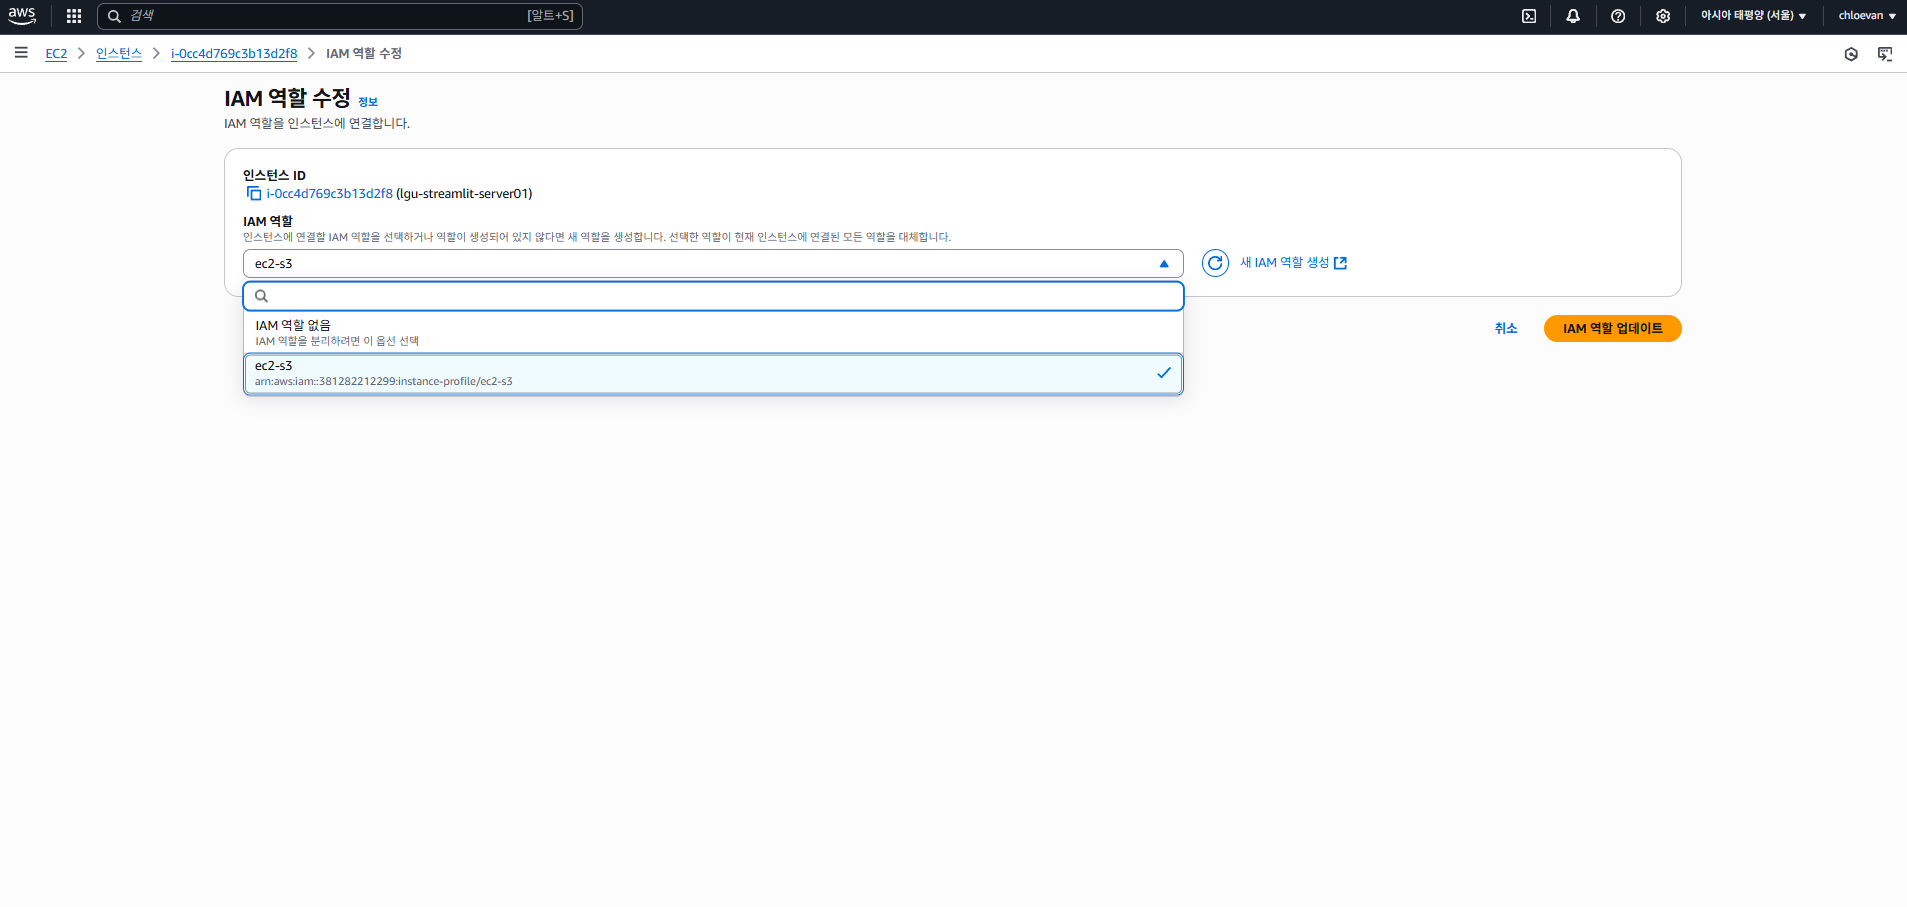 aws
검색
[알트+S]
아시아 태평양 (서울)
chloevan
EC2
인스턴스
i-0cc4d769c3b13d2f8
IAM 역할 수정
IAM 역할 수정 정보
IAM 역할을 인스턴스에 연결합니다.
인스턴스 ID
i-0cc4d769c3b13d2f8 (lgu-streamlit-server01)
IAM 역할
인스턴스에 연결할 IAM 역할을 선택하거나 역할이 생성되어 있지 않다면 새 역할을 생성합니다. 선택한 역할이 현재 인스턴스에 연결된 모든 역할을 대체합니다.
ec2-s3
새 IAM 역할 생성
IAM 역할 없음
IAM 역할을 분리하려면 이 옵션 선택
ec2-s3
arn:aws:iam::381282212299:instance-profile/ec2-s3
취소
IAM 역할 업데이트